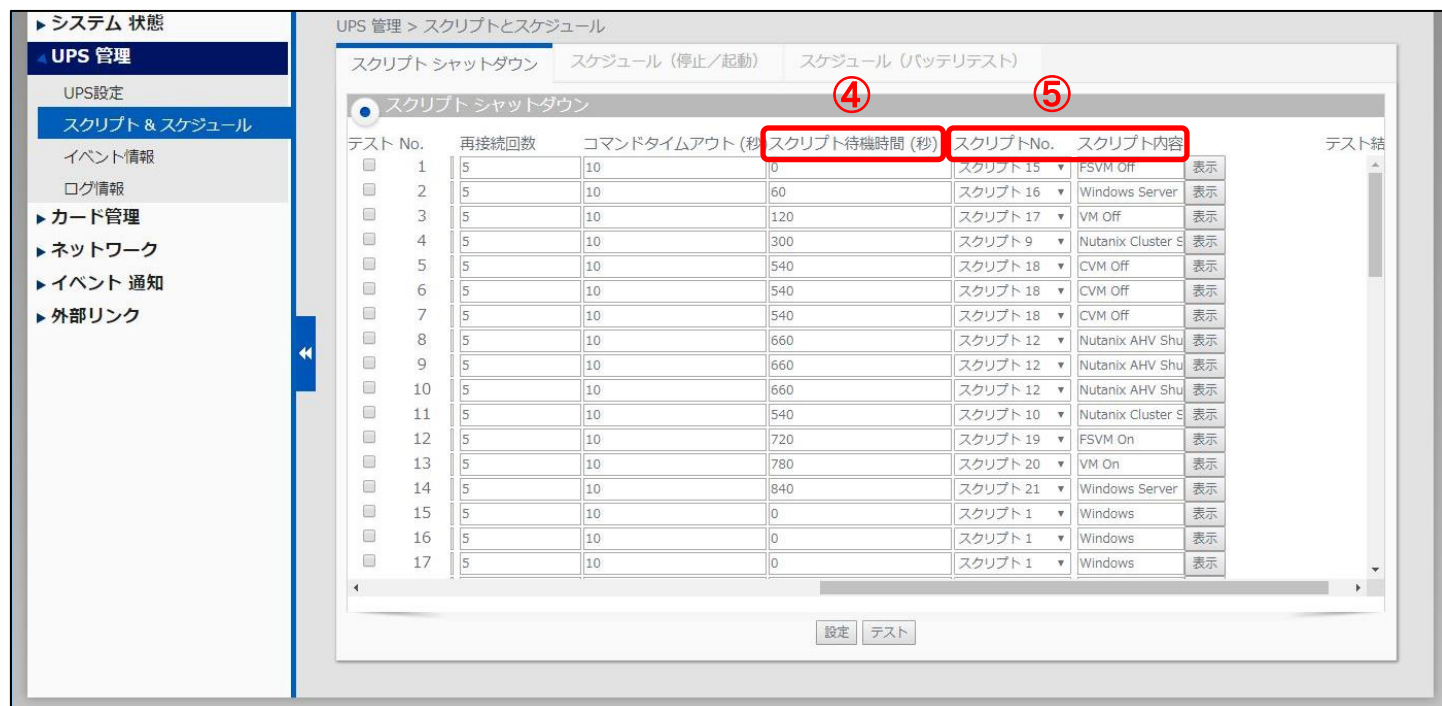 ▶システム 状態
UPS 管理
UPS設定
スクリプト & スケジュール
イベント情報
ログ情報
▶カード管理
▶ネットワーク
▶イベント 通知
▶外部リンク
UPS 管理 > スクリプトとスケジュール
スクリプト シャットダウン スケジュール（停止／起動） スケジュール（バッテリテスト）
④ ⑤
スクリプト シャットダウン
テスト No. 再接続回数 コマンドタイムアウト (秒) スクリプト待機時間 (秒) スクリプトNo. スクリプト内容 テスト結
1 5 10 0 スクリプト 15 ▼ FSVM Off 表示
2 5 10 60 スクリプト 16 ▼ Windows Server 表示
3 5 10 120 スクリプト 17 ▼ VM Off 表示
4 5 10 300 スクリプト 9 ▼ Nutanix Cluster S 表示
5 5 10 540 スクリプト 18 ▼ CVM Off 表示
6 5 10 540 スクリプト 18 ▼ CVM Off 表示
7 5 10 540 スクリプト 18 ▼ CVM Off 表示
8 5 10 660 スクリプト 12 ▼ Nutanix AHV Shu 表示
9 5 10 660 スクリプト 12 ▼ Nutanix AHV Shu 表示
10 5 10 660 スクリプト 12 ▼ Nutanix AHV Shu 表示
11 5 10 540 スクリプト 10 ▼ Nutanix Cluster S 表示
12 5 10 720 スクリプト 19 ▼ FSVM On 表示
13 5 10 780 スクリプト 20 ▼ VM On 表示
14 5 10 840 スクリプト 21 ▼ Windows Server 表示
15 5 10 0 スクリプト 1 ▼ Windows 表示
16 5 10 0 スクリプト 1 ▼ Windows 表示
17 5 10 0 スクリプト 1 ▼ Windows 表示
設定 テスト